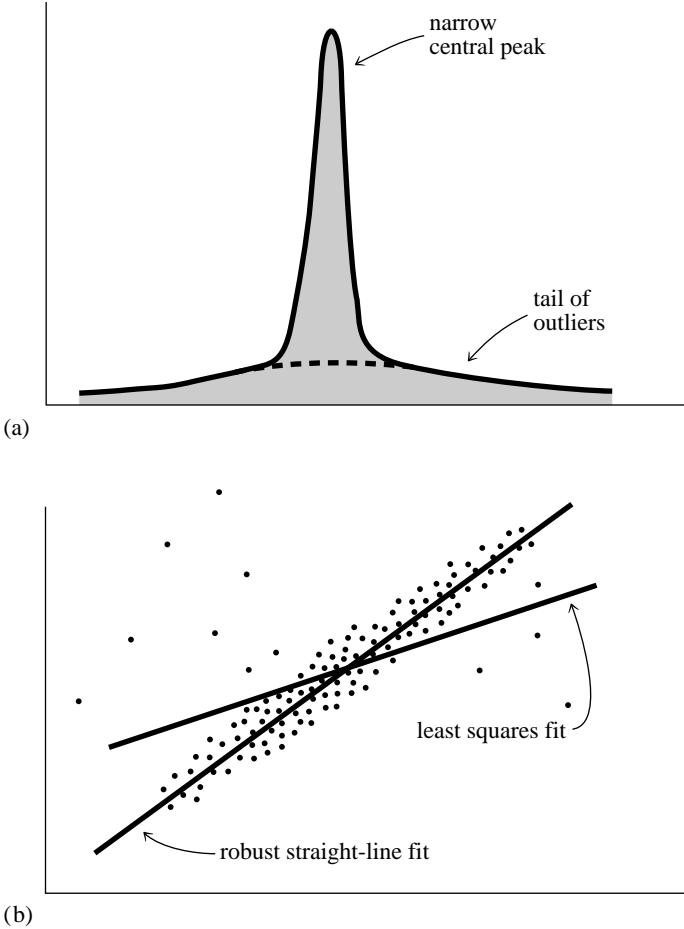 narrow
central peak
tail of
outliers
(a)
least squares fit
robust straight-line fit
(b)